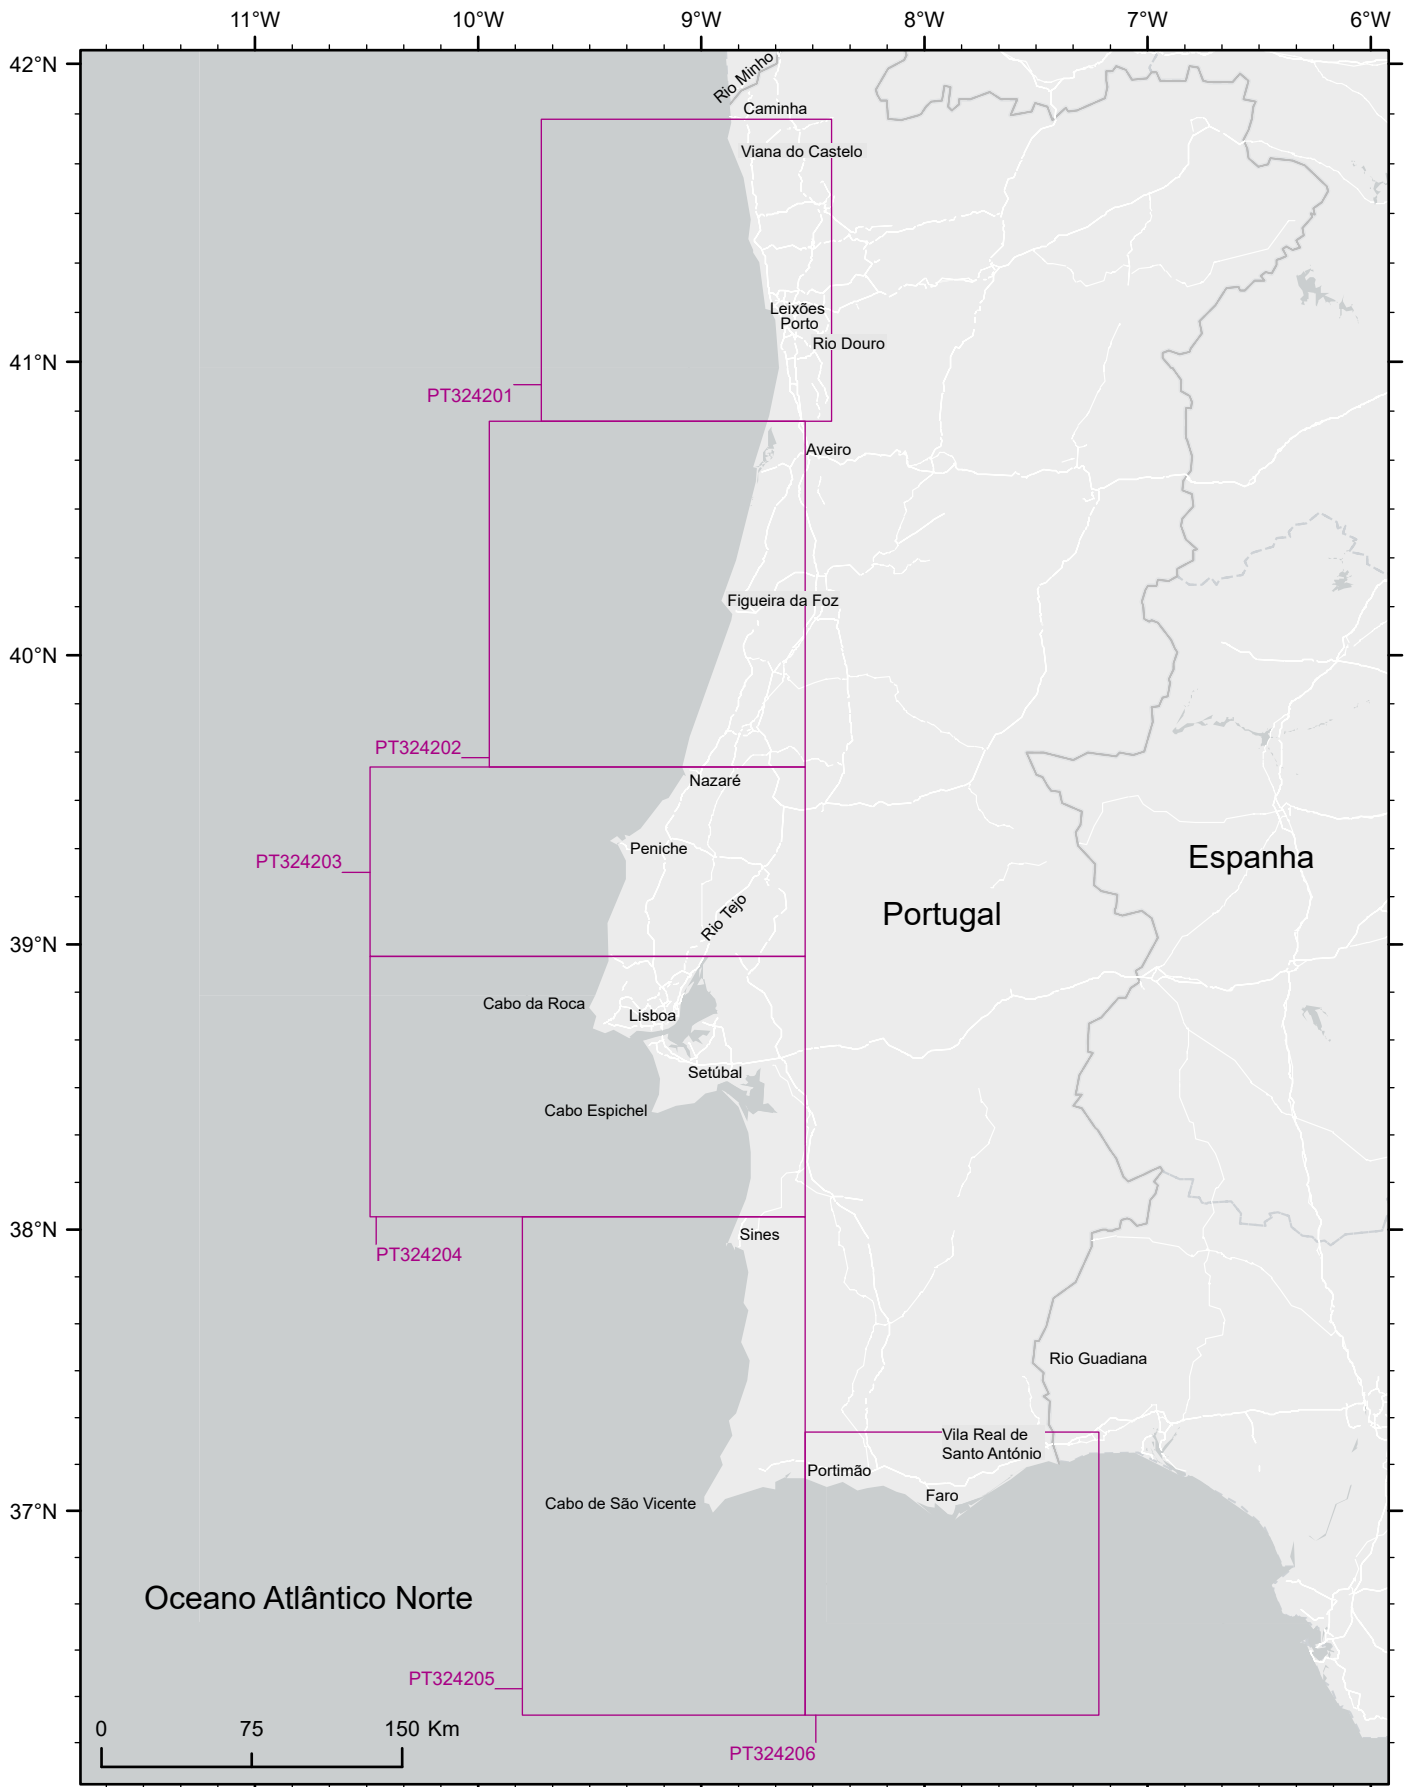 11°W
10°W
9°W
8°W
7°W
6°W
42°N
Rio Minho
Caminha
Viana do Castelo
Leixões
Porto
Rio Douro
41°N
PT324201
Aveiro
Figueira da Foz
40°N
PT324202
Nazaré
Peniche
PT324203
Espanha
Portugal
Rio Tejo
39°N
Cabo da Roca
Lisboa
Setúbal
Cabo Espichel
38°N
Sines
PT324204
Rio Guadiana
Vila Real de
Santo António
Portimão
Faro
Cabo de São Vicente
37°N
Oceano Atlântico Norte
PT324205
0 75 150 Km
PT324206